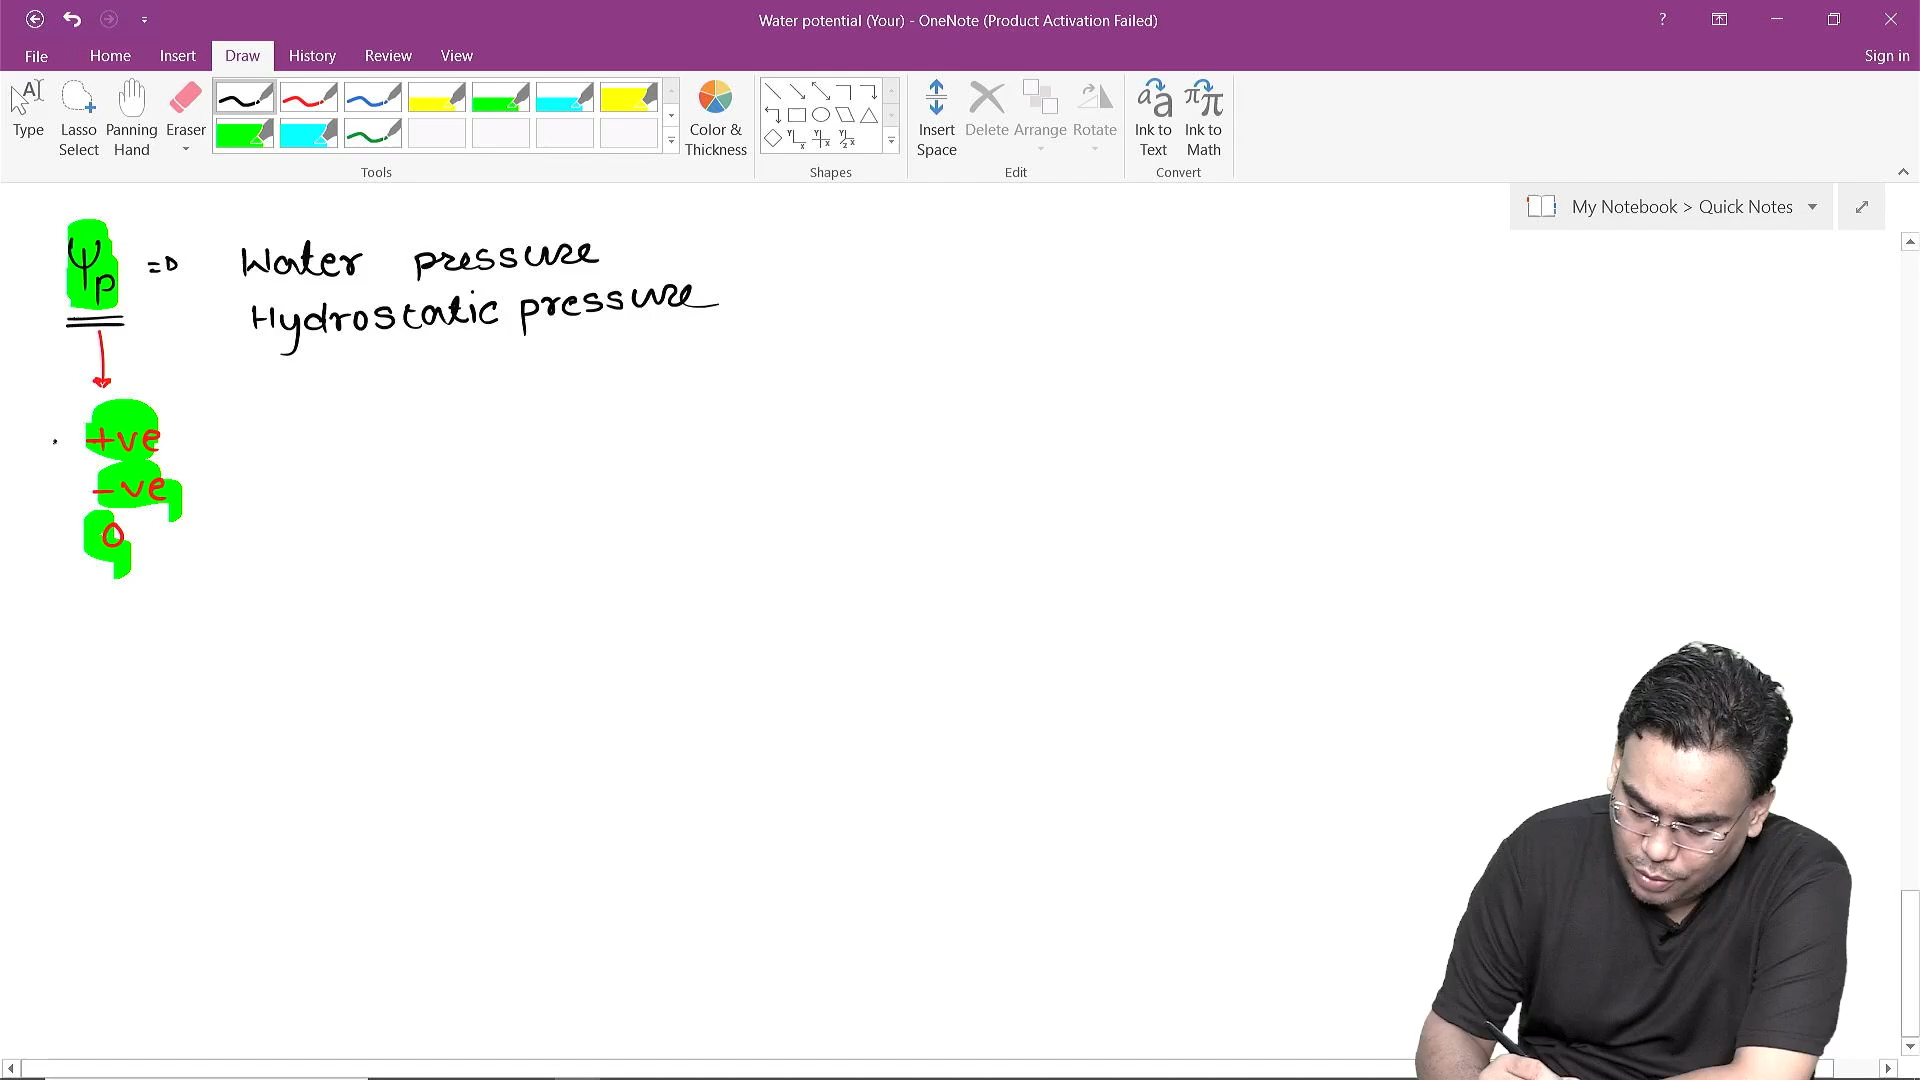 Water potential (Your) - OneNote (Product Activation Failed)
?
File Home Insert Draw History Review View
Sign in
Type
Lasso Select
Panning Hand
Eraser
Color & Thickness
Insert Space
Delete
Arrange
Rotate
Ink to Text
Ink to Math
Tools
Shapes
Edit
Convert
My Notebook > Quick Notes
Ψp => Water pressure
Hydrostatic pressure
+ve
-ve
0